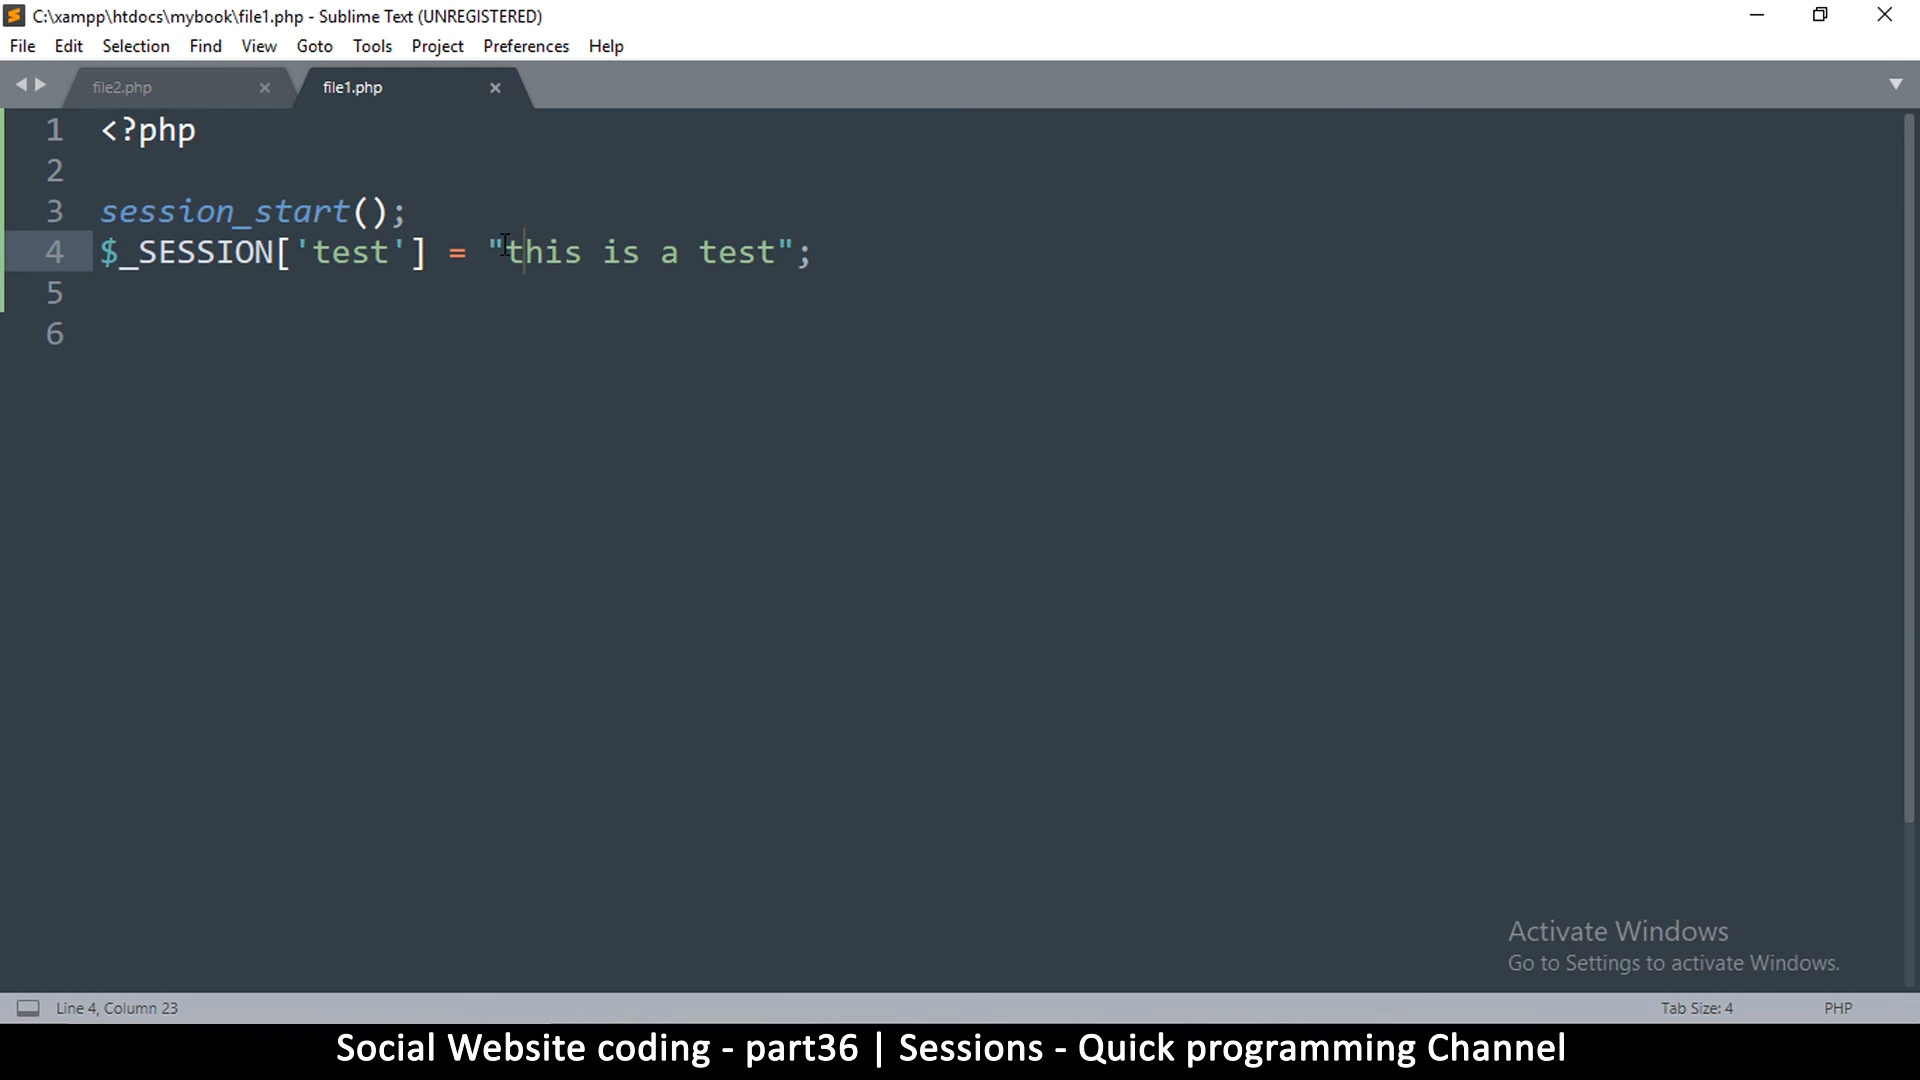 C:\xampp\htdocs\mybook\file1.php - Sublime Text (UNREGISTERED)
File Edit Selection Find View Goto Tools Project Preferences Help
file2.php file1.php
1 <?php
2
3 session_start();
4 $_SESSION['test'] = "this is a test";
5
6
Activate Windows
Go to Settings to activate Windows.
Line 4, Column 23 Tab Size: 4 PHP
Social Website coding - part36 | Sessions - Quick programming Channel